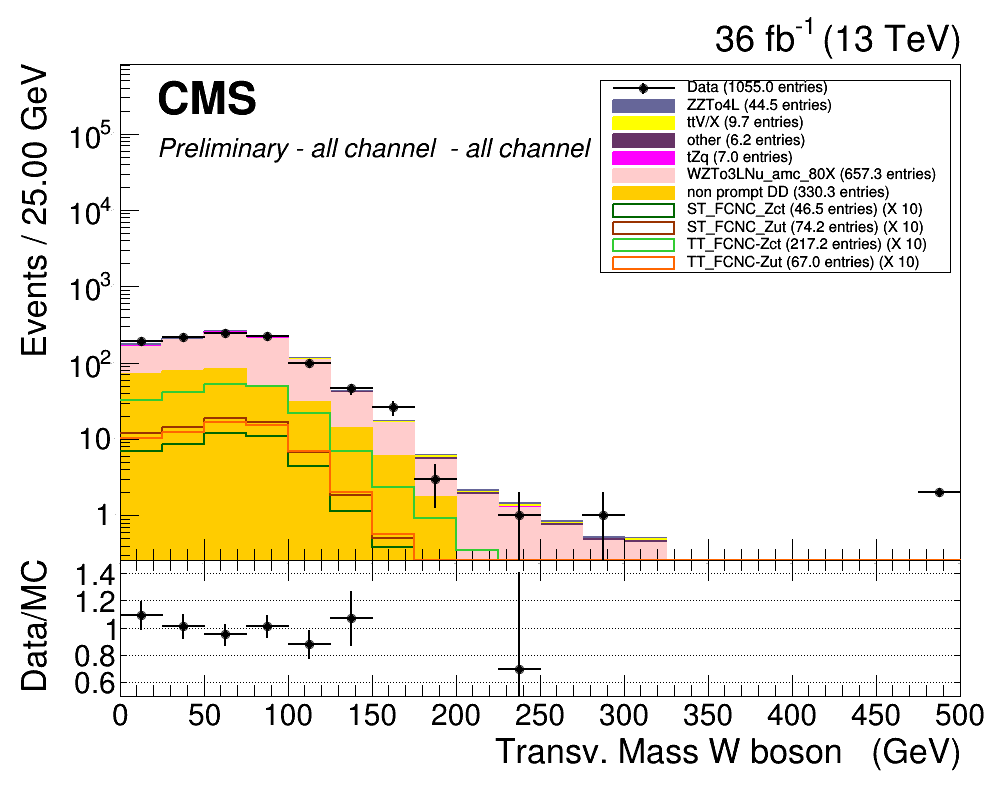 36 fb-1 (13 TeV)
CMS
Preliminary - all channel - all channel
Data (1055.0 entries)
ZZTo4L (44.5 entries)
ttV/X (9.7 entries)
other (6.2 entries)
tZq (7.0 entries)
WZTo3LNu_amc_80X (657.3 entries)
non prompt DD (330.3 entries)
ST_FCNC_Zct (46.5 entries) (X 10)
ST_FCNC_Zut (74.2 entries) (X 10)
TT_FCNC-Zct (217.2 entries) (X 10)
TT_FCNC-Zut (67.0 entries) (X 10)
Events / 25.00 GeV
10^5
10^4
10^3
10^2
10
1
Data/MC
1.4
1.2
1
0.8
0.6
0 50 100 150 200 250 300 350 400 450 500
Transv. Mass W boson (GeV)